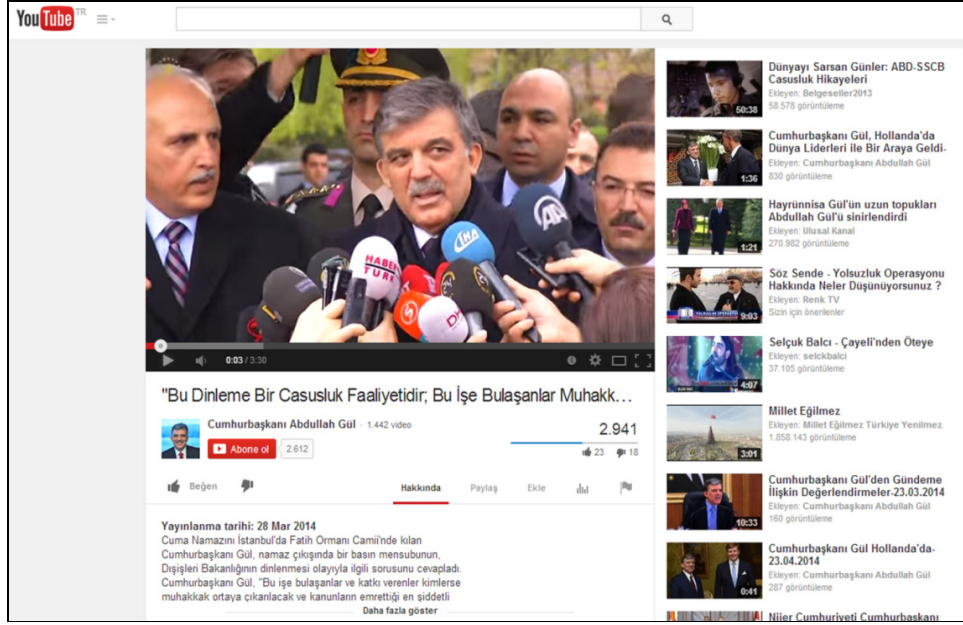 YouTube TR
HABER
TÜRK
İHA
AA
0:03 / 3:30
"Bu Dinleme Bir Casusluk Faaliyetidir; Bu İşe Bulaşanlar Muhakk...
Cumhurbaşkanı Abdullah Gül · 1.442 video
Abone ol 2.612
2.941
23 18
Beğen
Hakkında Paylaş Ekle
Yayınlanma tarihi: 28 Mar 2014
Cuma Namazını İstanbul'da Fatih Ormanı Camii'nde kılan
Cumhurbaşkanı Gül, namaz çıkışında bir basın mensubunun,
Dışişleri Bakanlığının dinlenmesi olayıyla ilgili sorusunu cevapladı.
Cumhurbaşkanı Gül, "Bu işe bulaşanlar ve katkı verenler kimlerse
muhakkak ortaya çıkarılacak ve kanunların emrettiği en şiddetli
Daha fazla göster
50:38
Dünyayı Sarsan Günler: ABD-SSCB
Casusluk Hikayeleri
Ekleyen: Belgeseller2013
58.578 görüntüleme
1:36
Cumhurbaşkanı Gül, Hollanda'da
Dünya Liderleri ile Bir Araya Geldi-
Ekleyen: Cumhurbaşkanı Abdullah Gül
830 görüntüleme
1:21
Hayrünnisa Gül'ün uzun topukları
Abdullah Gül'ü sinirlendirdi
Ekleyen: Ulusal Kanal
270.982 görüntüleme
9:03
Söz Sende - Yolsuzluk Operasyonu
Hakkında Neler Düşünüyorsunuz ?
Ekleyen: Renk TV
Sizin için önerilenler
4:07
Selçuk Balcı - Çayeli'nden Öteye
Ekleyen: selckbalci
37.105 görüntüleme
3:01
Millet Eğilmez
Ekleyen: Millet Eğilmez Türkiye Yenilmez
1.858.143 görüntüleme
10:33
Cumhurbaşkanı Gül'den Gündeme
İlişkin Değerlendirmeler-23.03.2014
Ekleyen: Cumhurbaşkanı Abdullah Gül
160 görüntüleme
0:41
Cumhurbaşkanı Gül Hollanda'da-
23.04.2014
Ekleyen: Cumhurbaşkanı Abdullah Gül
287 görüntüleme
Nijer Cumhuriyeti Cumhurbaşkanı